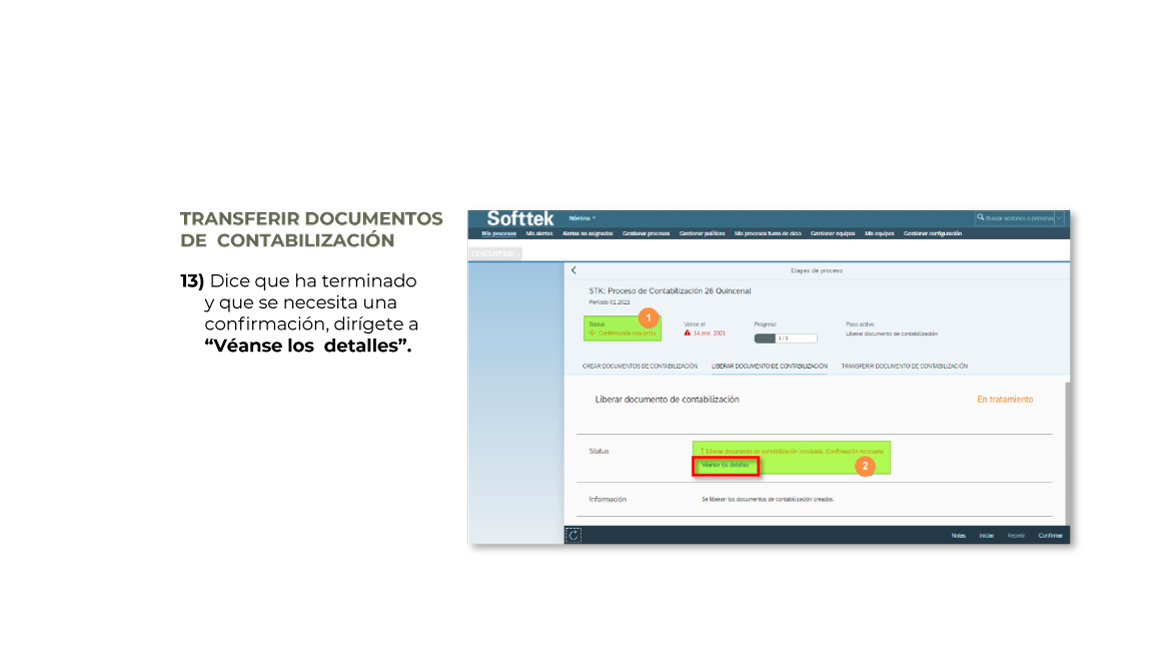 TRANSFERIR DOCUMENTOS
DE CONTABILIZACIÓN
13) Dice que ha terminado
y que se necesita una
confirmación, dirígete a
“Véanse los detalles”.
Softtek
Nómina
Buscar acciones o personas
Mis procesos Mis alertas Alertas no asignadas Gestionar procesos Gestionar políticas Mis procesos fuera de ciclo Gestionar equipos Mis equipos Gestionar configuración
Etapas de proceso
STK: Proceso de Contabilización 26 Quincenal
Período 01.2021
1
Status Vence el Progreso Paso activo
Confirmación requerida 14 ene. 2021 1/3 Liberar documento de contabilización
CREAR DOCUMENTOS DE CONTABILIZACIÓN LIBERAR DOCUMENTO DE CONTABILIZACIÓN TRANSFERIR DOCUMENTO DE CONTABILIZACIÓN
Liberar documento de contabilización En tratamiento
Status Liberar documento de contabilización concluido. Confirmación necesaria.
Véanse los detalles
2
Información Se liberan los documentos de contabilización creados.
Notas Iniciar Repetir Confirmar